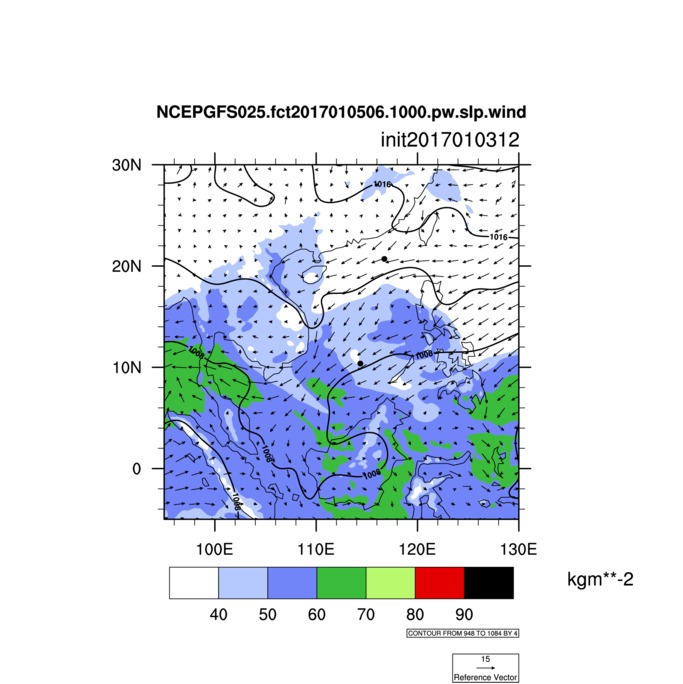 NCEPGFS025.fct2017010506.1000.pw.slp.wind
init2017010312
30N
1016
1016
20N
1008
1008
10N
1008
0
1008
1008
100E 110E 120E 130E
kgm**-2
40 50 60 70 80 90
CONTOUR FROM 948 TO 1084 BY 4
15
Reference Vector